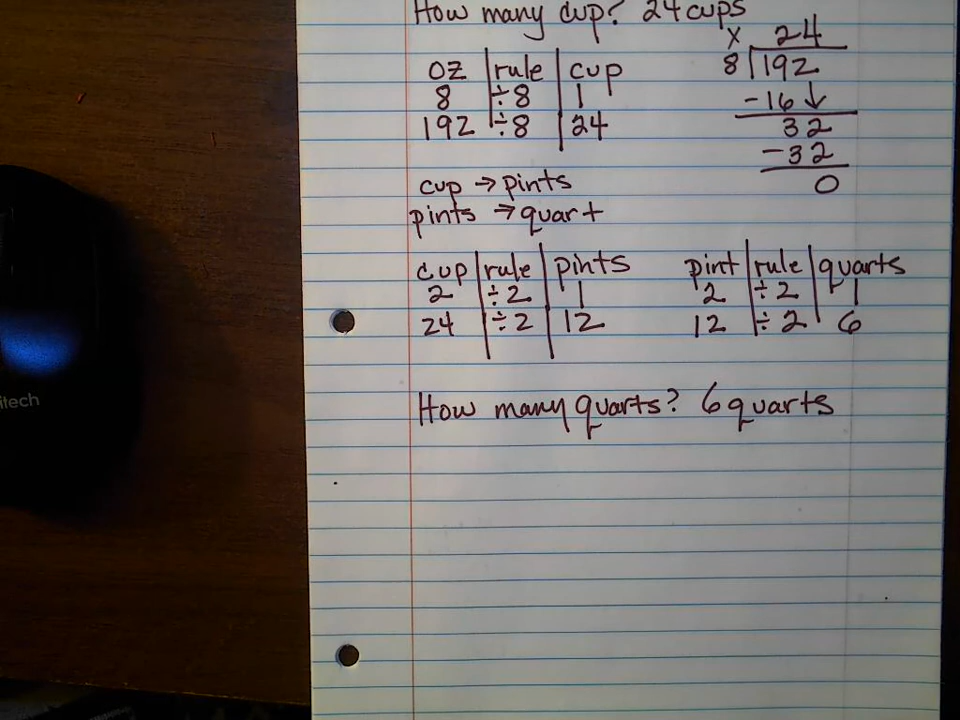 How many cup? 24 cups
oz rule cup
8 ÷8 1
192 ÷8 24
x 24
8 192
-16↓
32
-32
0
cup → pints
pints → quart
cup rule pints
2 ÷2 1
24 ÷2 12
pint rule quarts
2 ÷2 1
12 ÷2 6
How many quarts? 6 quarts
itech